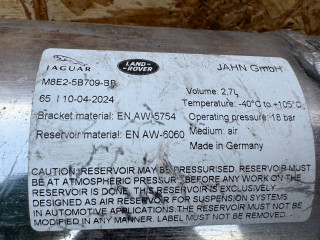 JAGUAR
LAND-
ROVER
JAHN GmbH
M8E2-5B709-BB
65 | 10-04-2024
Bracket material: EN AW-5754
Reservoir material: EN AW-6060
Volume: 2,7L
Temperature: -40°C to +105°C
Operating pressure: 18 bar
Medium: air
Made in Germany
CAUTION: RESERVOIR MAY BE PRESSURISED. RESERVOIR MUST
BE AT ATMOSPHERIC PRESSUR BEFORE ANY WORK ON THE
RESERVOIR IS DONE. THIS RESERVOIR IS EXCLUSIVELY
DESIGNED AS AIR RESERVOIR FOR SUSPENSION SYSTEMS
IN AUTOMOTIVE APPLICATIONS. THE RESERVOIR MUST NOT BE
MODIFIED IN ANY MANNER. LABEL MUST NOT BE REMOVED.